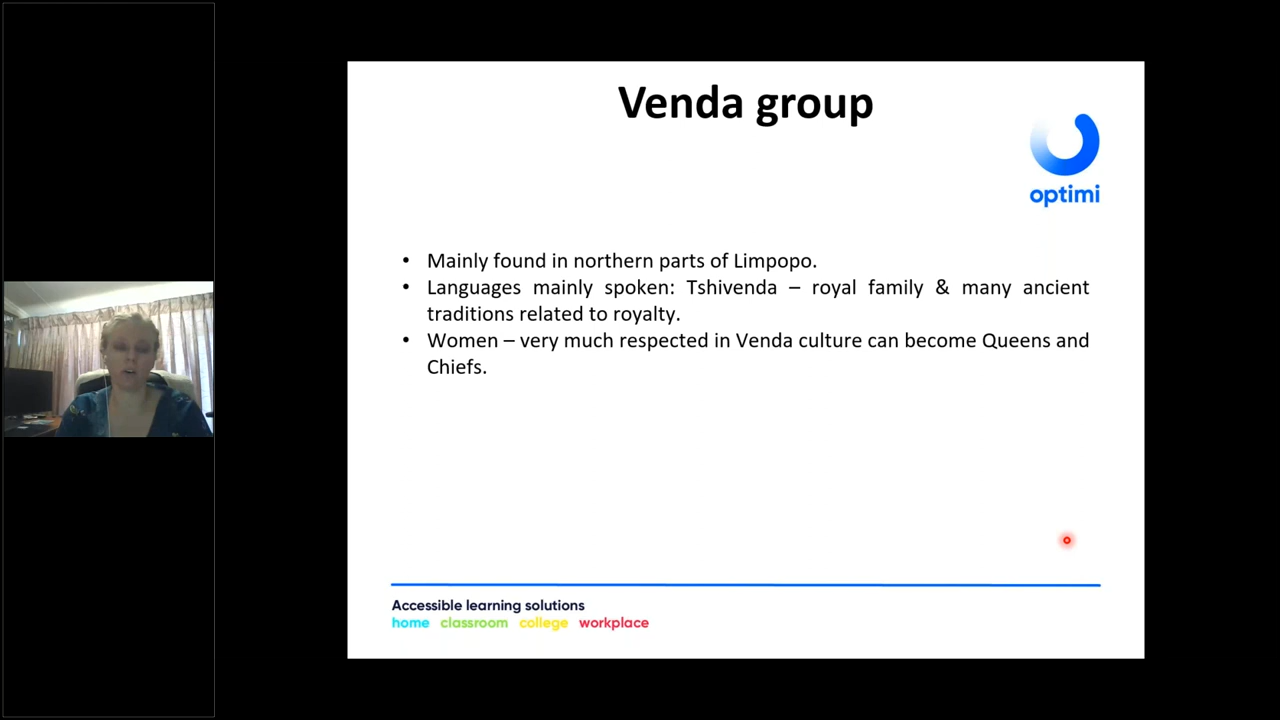 Venda group
optimi
• Mainly found in northern parts of Limpopo.
• Languages mainly spoken: Tshivenda – royal family & many ancient
traditions related to royalty.
• Women – very much respected in Venda culture can become Queens and
Chiefs.
Accessible learning solutions
home classroom college workplace